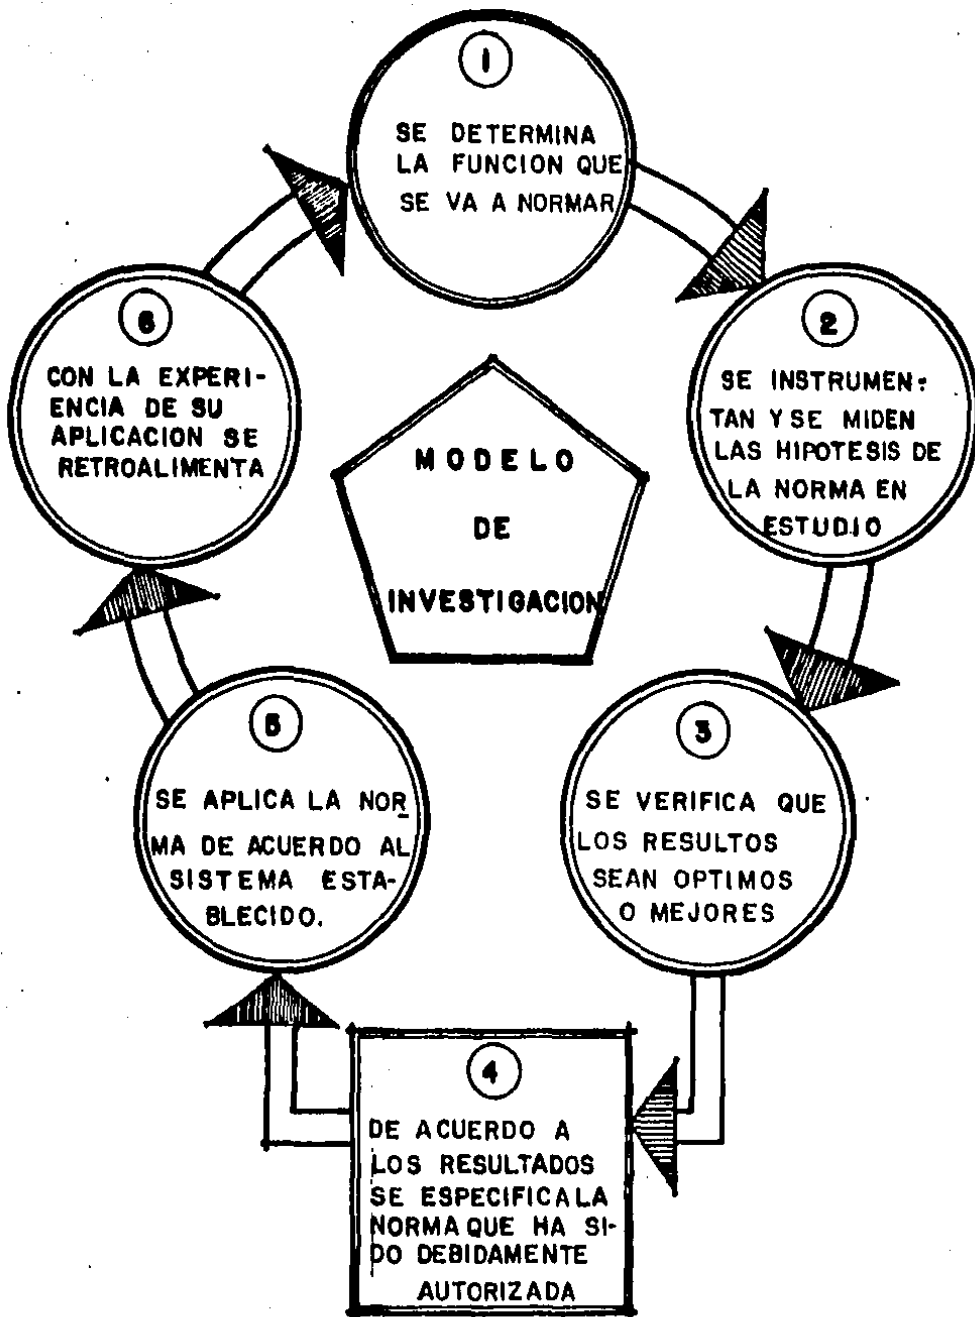 1
SE DETERMINA
LA FUNCION QUE
SE VA A NORMAR
2
SE INSTRUMEN-
TAN Y SE MIDEN
LAS HIPOTESIS DE
LA NORMA EN
ESTUDIO
3
SE VERIFICA QUE
LOS RESULTOS
SEAN OPTIMOS
O MEJORES
4
DE ACUERDO A
LOS RESULTADOS
SE ESPECIFICA LA
NORMA QUE HA SI-
DO DEBIDAMENTE
AUTORIZADA
5
SE APLICA LA NOR
MA DE ACUERDO AL
SISTEMA ESTA-
BLECIDO.
6
CON LA EXPERI-
ENCIA DE SU
APLICACION SE
RETROALIMENTA
MODELO
DE
INVESTIGACION